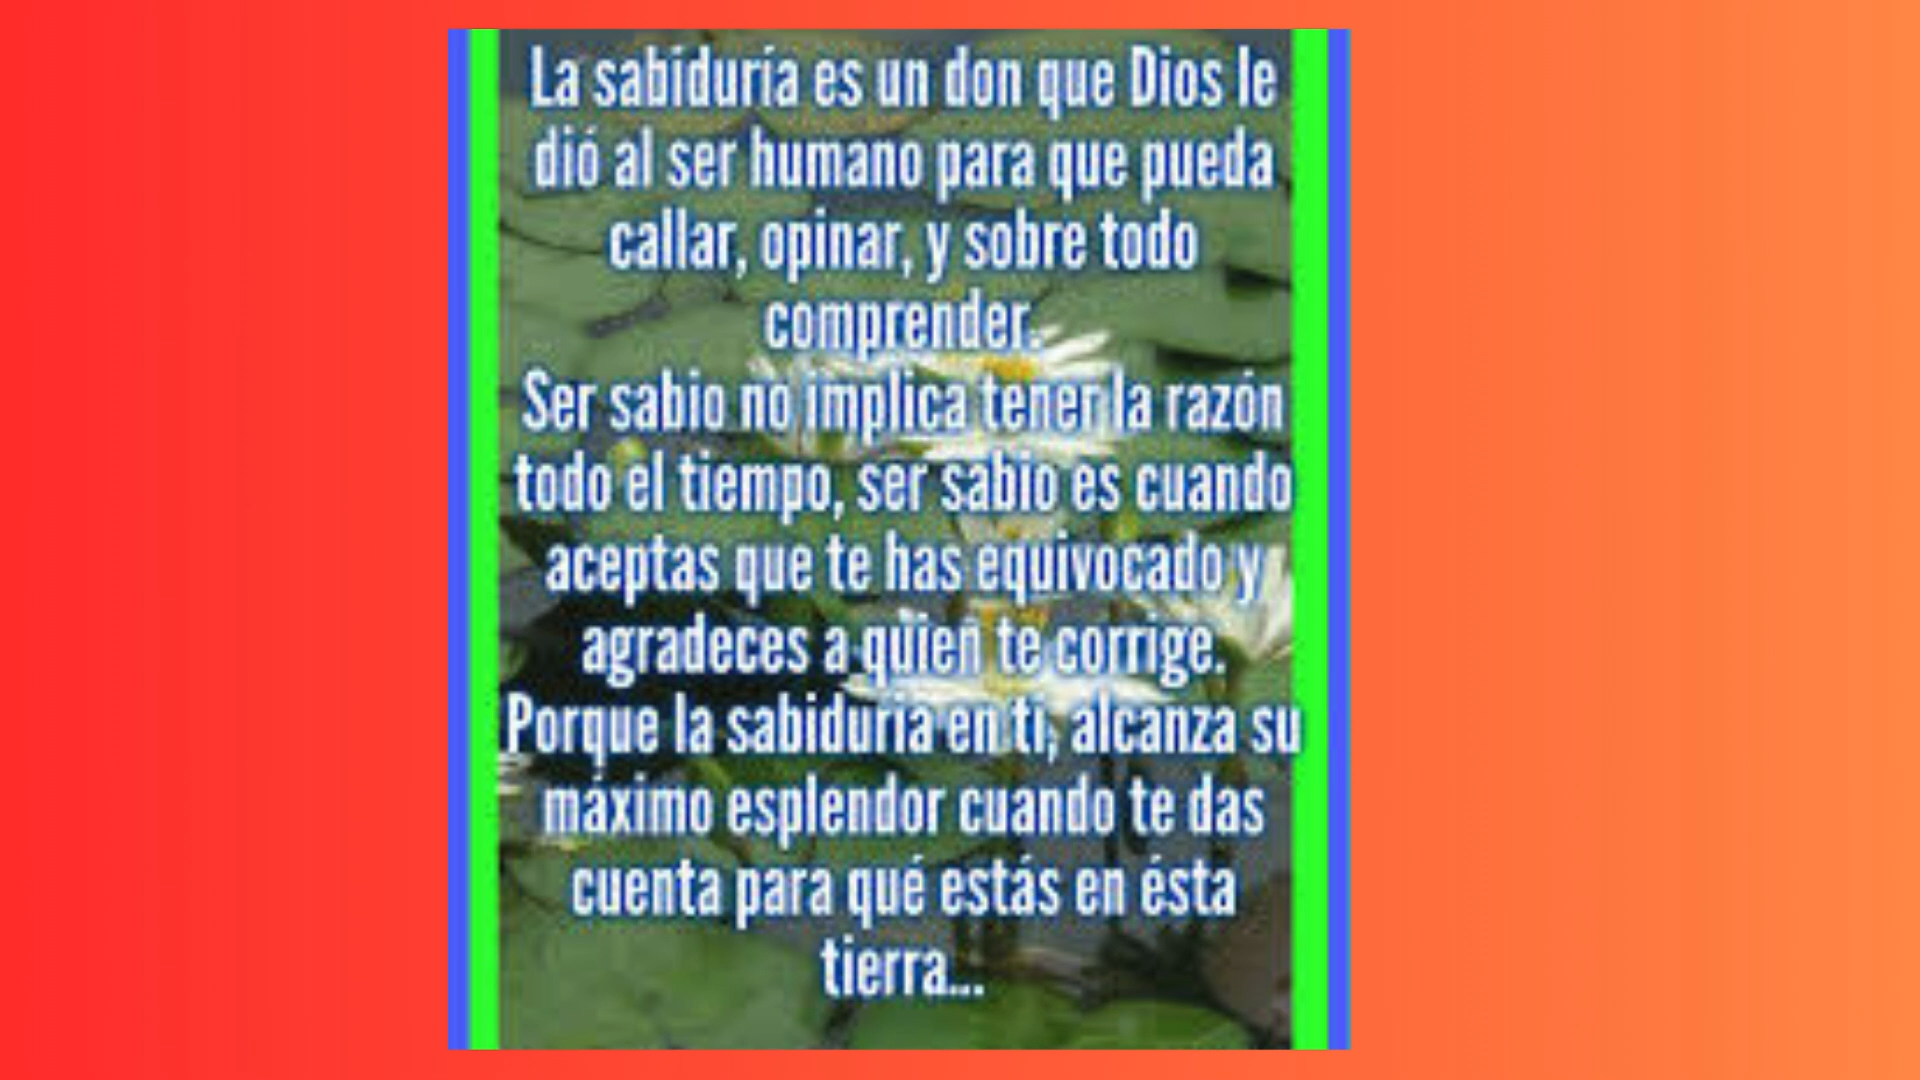 La sabiduría es un don que Dios le
dió al ser humano para que pueda
callar, opinar, y sobre todo
comprender.
Ser sabio no implica tener la razón
todo el tiempo, ser sabio es cuando
aceptas que te has equivocado y
agradeces a quien te corrige.
Porque la sabiduría en ti, alcanza su
máximo esplendor cuando te das
cuenta para qué estás en ésta
tierra...